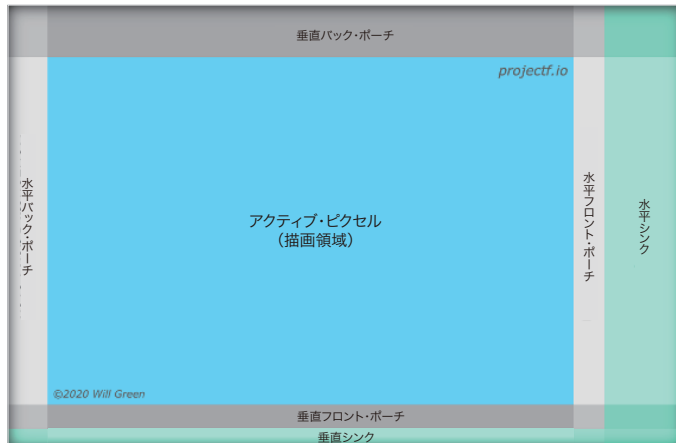 垂直バック・ポーチ
projectf.io
水平バック・ポーチ
アクティブ・ピクセル
（描画領域）
水平フロント・ポーチ
水平シンク
©2020 Will Green
垂直フロント・ポーチ
垂直シンク